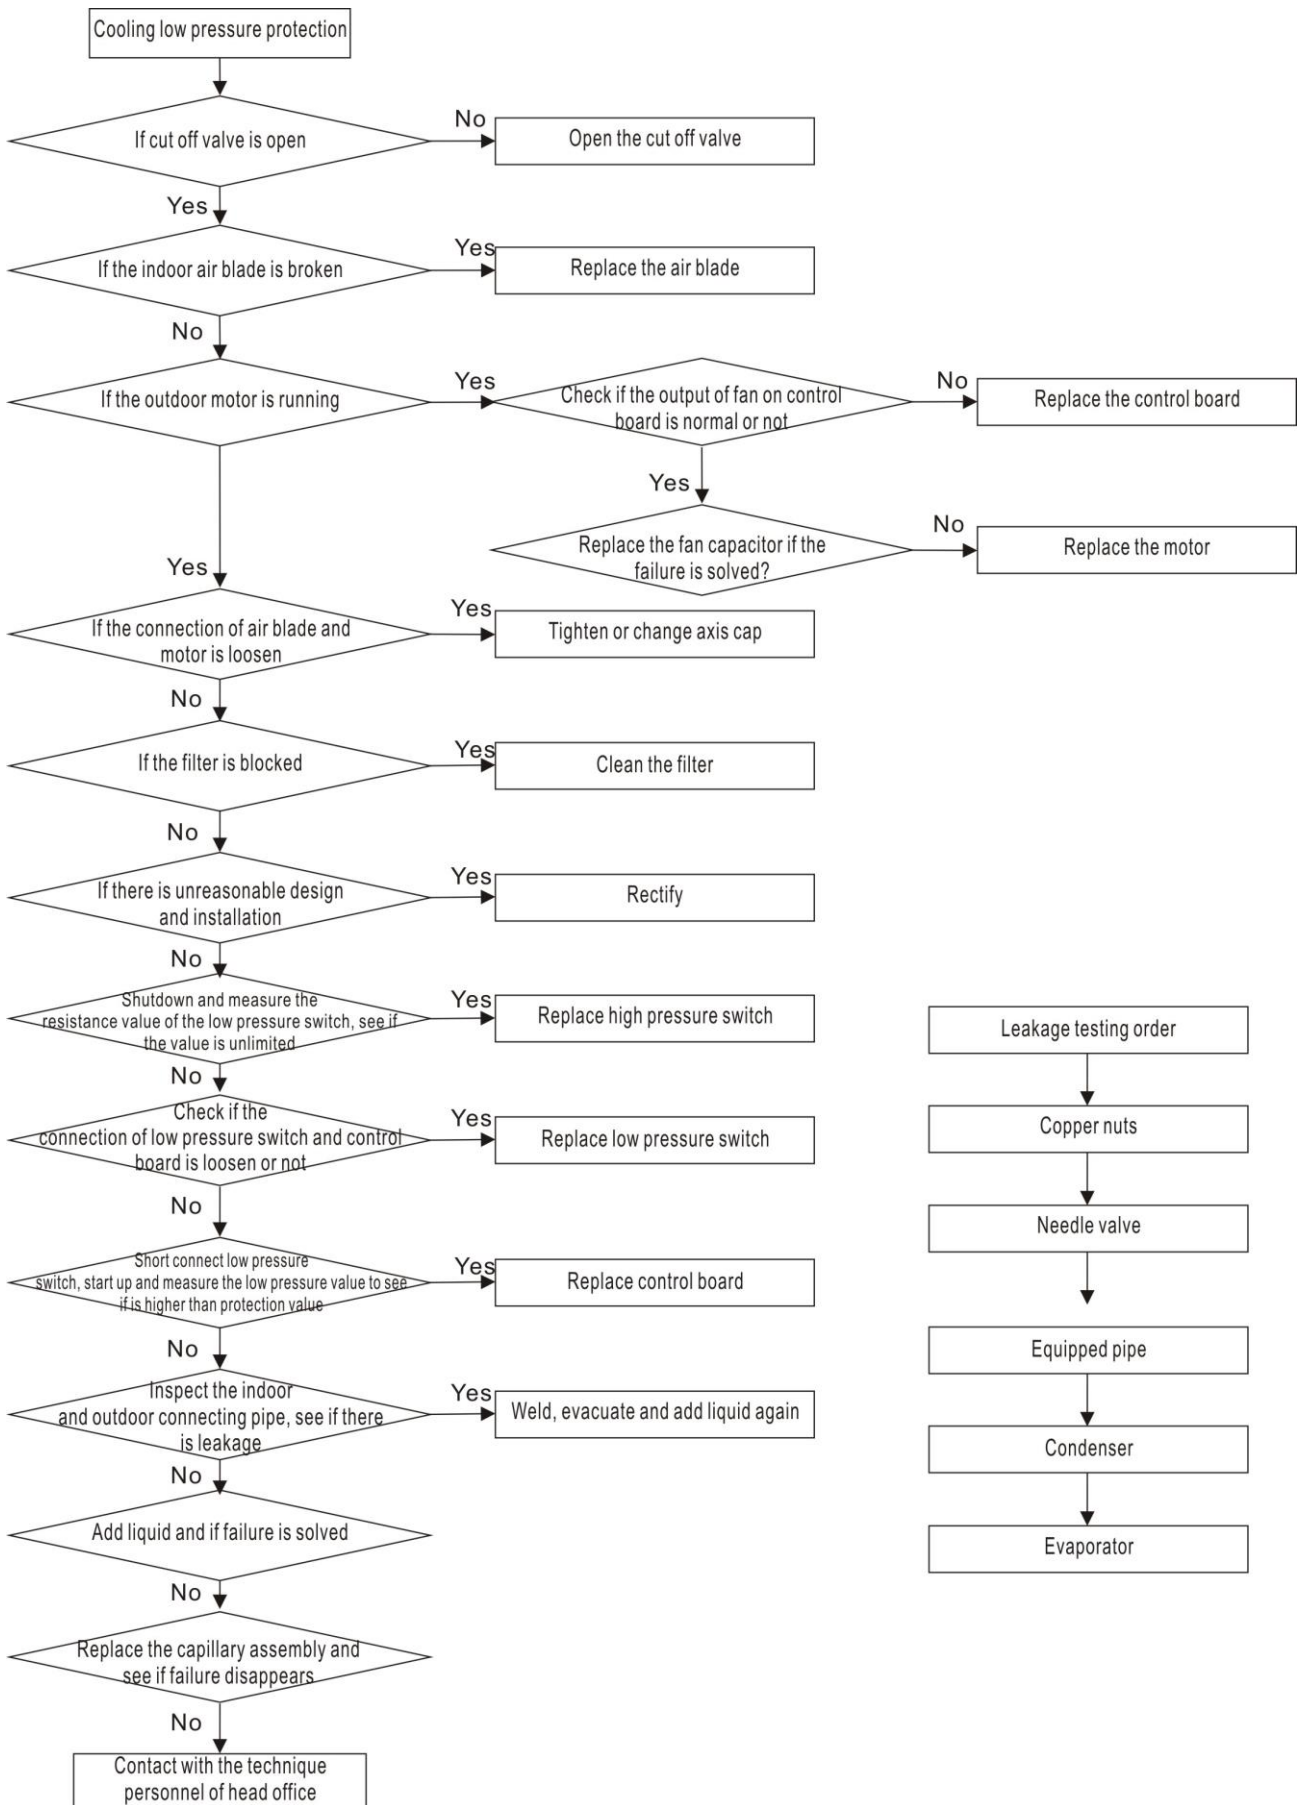 Cooling low pressure protection
If cut off valve is open
No
Open the cut off valve
Yes
If the indoor air blade is broken
Yes
Replace the air blade
No
If the outdoor motor is running
Yes
Check if the output of fan on control
board is normal or not
No
Replace the control board
Yes
Replace the fan capacitor if the
failure is solved?
No
Replace the motor
Yes
If the connection of air blade and
motor is loosen
Yes
Tighten or change axis cap
No
If the filter is blocked
Yes
Clean the filter
No
If there is unreasonable design
and installation
Yes
Rectify
No
Shutdown and measure the
resistance value of the low pressure switch, see if
the value is unlimited
Yes
Replace high pressure switch
No
Check if the
connection of low pressure switch and control
board is loosen or not
Yes
Replace low pressure switch
No
Short connect low pressure
switch, start up and measure the low pressure value to see
if is higher than protection value
Yes
Replace control board
No
Inspect the indoor
and outdoor connecting pipe, see if there
is leakage
Yes
Weld, evacuate and add liquid again
No
Add liquid and if failure is solved
No
Replace the capillary assembly and
see if failure disappears
No
Contact with the technique
personnel of head office
Leakage testing order
Copper nuts
Needle valve
Equipped pipe
Condenser
Evaporator